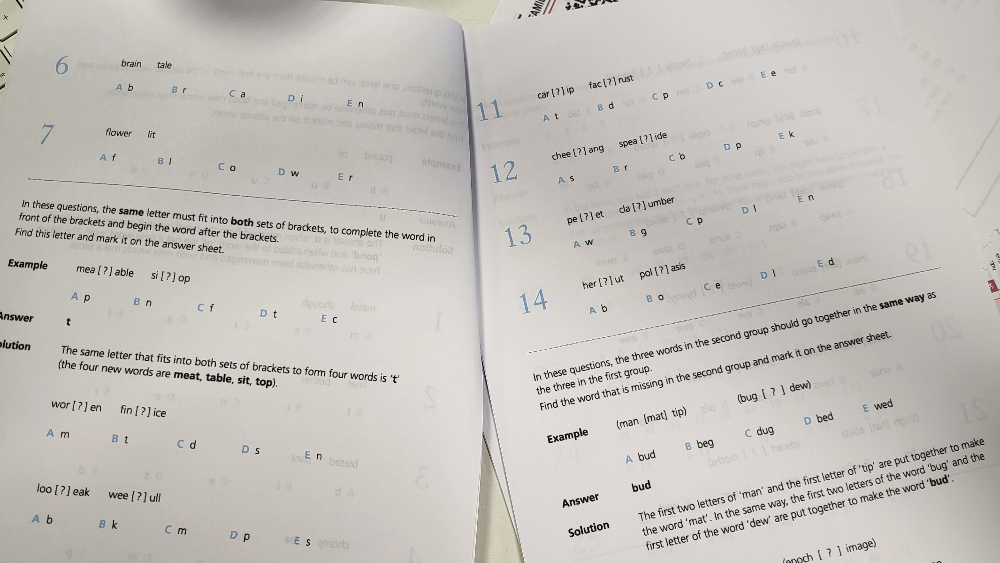 6 brain tale
A b B r C a D i E n
7 flower lit
A f B l C o D w E r
In these questions, the same letter must fit into both sets of brackets, to complete the word in
front of the brackets and begin the word after the brackets.
Find this letter and mark it on the answer sheet.
Example mea [ ? ] able si [ ? ] op
A p B n C f D t E c
Answer t
olution The same letter that fits into both sets of brackets to form four words is 't'
(the four new words are meat, table, sit, top).
wor [ ? ] en fin [ ? ] ice
A m B t C d D s E n
loo [ ? ] eak wee [ ? ] ull
A b B k C m D p E s
11 car [ ? ] ip fac [ ? ] rust
A t B d C p D c E e
12 chee [ ? ] ang spea [ ? ] ide
A s B r C b D p E k
13 pe [ ? ] et cla [ ? ] umber
A w B g C p D l E n
14 her [ ? ] ut pol [ ? ] asis
A b B o C e D l E d
In these questions, the three words in the second group should go together in the same way as
the three in the first group.
Find the word that is missing in the second group and mark it on the answer sheet.
Example (man [mat] tip) (bug [ ? ] dew)
A bud B beg C dug D bed E wed
Answer bud
Solution The first two letters of 'man' and the first letter of 'tip' are put together to make
the word 'mat'. In the same way, the first two letters of the word 'bug' and the
first letter of the word 'dew' are put together to make the word 'bud'.
(epoch [ ? ] image)